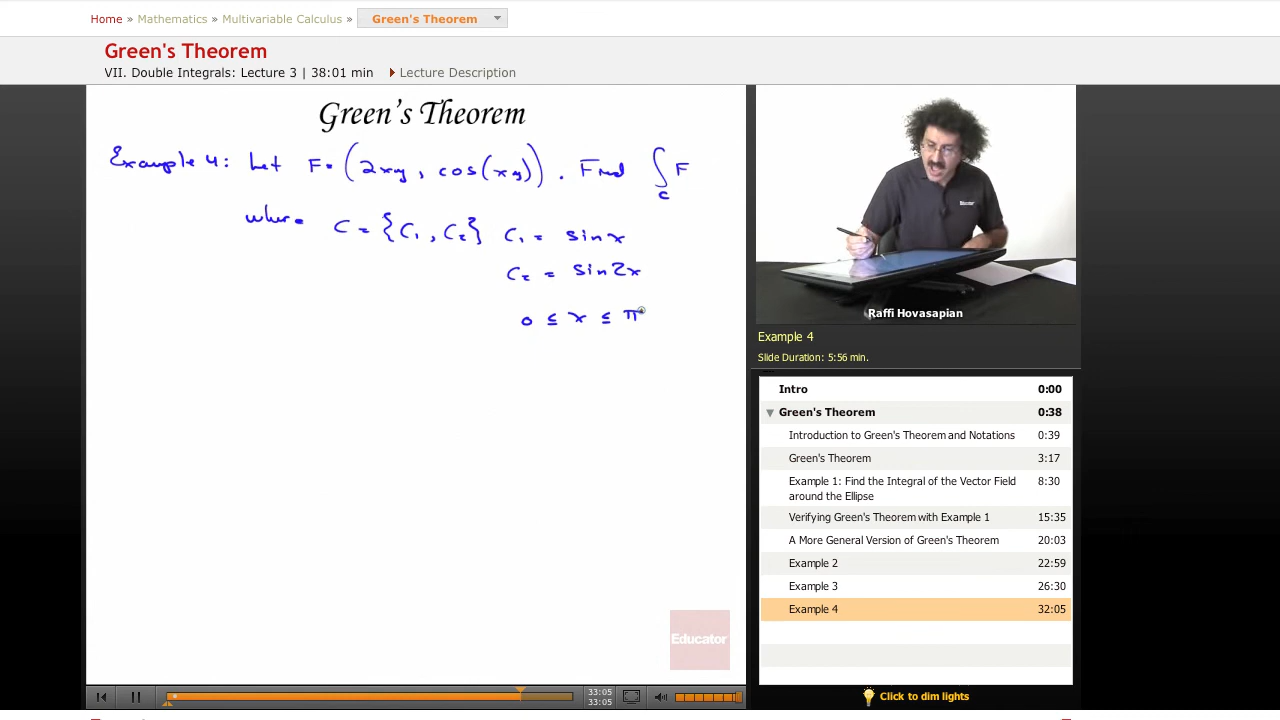 Home » Mathematics » Multivariable Calculus » Green's Theorem
Green's Theorem
VII. Double Integrals: Lecture 3 | 38:01 min Lecture Description
Green's Theorem
Example 4: Let F = (2xy, cos(xy)). Find ∫_C F
where C = {C₁, C₂} C₁ = sin x
C₂ = sin 2x
0 ≤ x ≤ π
Educator
33:05
33:05
Raffi Hovasapian
Example 4
Slide Duration: 5:56 min.
Intro 0:00
Green's Theorem 0:38
Introduction to Green's Theorem and Notations 0:39
Green's Theorem 3:17
Example 1: Find the Integral of the Vector Field
around the Ellipse 8:30
Verifying Green's Theorem with Example 1 15:35
A More General Version of Green's Theorem 20:03
Example 2 22:59
Example 3 26:30
Example 4 32:05
Click to dim lights